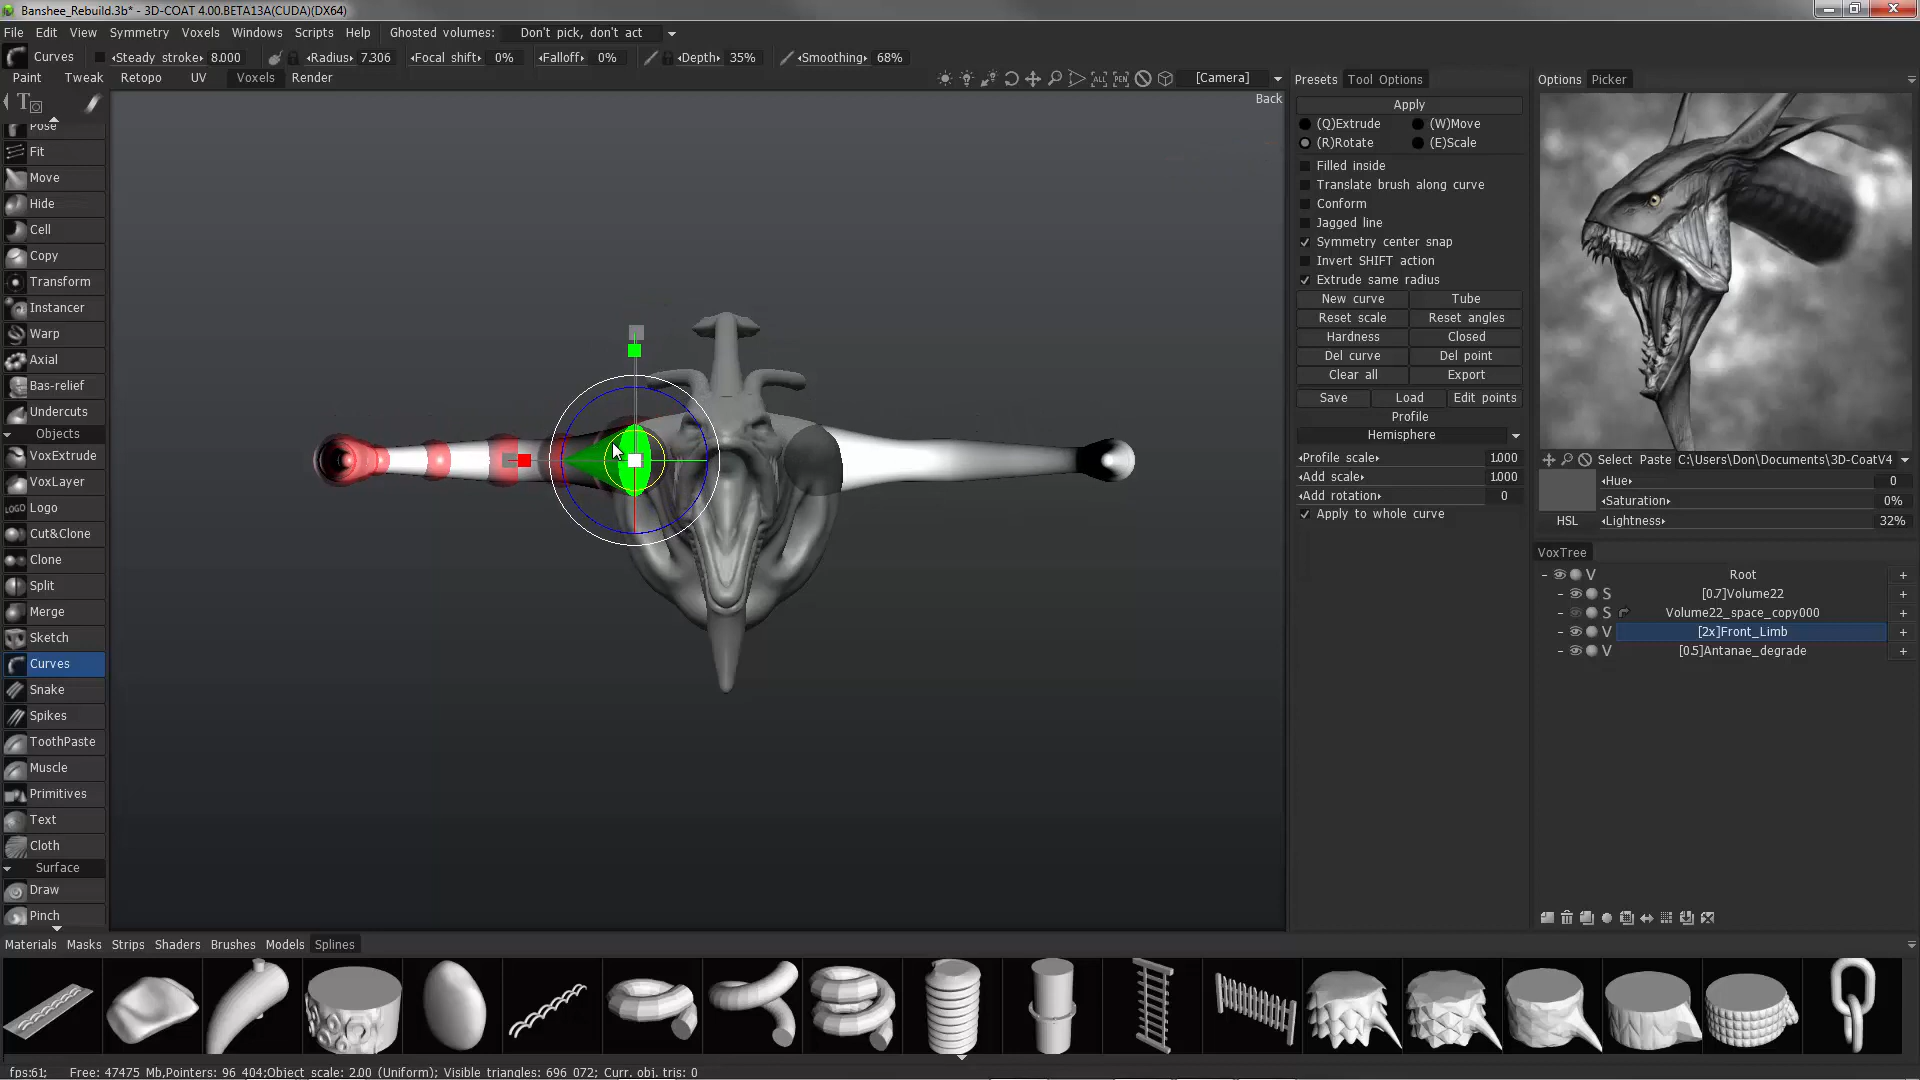 Banshee_Rebuild.3b* - 3D-COAT 4.00.BETA13A(CUDA)(DX64)
File Edit View Symmetry Voxels Windows Scripts Help Ghosted volumes: Don't pick, don't act
Curves Steady stroke 8.000 Radius 7.306 Focal shift 0% Falloff 0% Depth 35% Smoothing 68%
Paint Tweak Retopo UV Voxels Render [Camera]
Back
Pose
Fit
Move
Hide
Cell
Copy
Transform
Instancer
Warp
Axial
Bas-relief
Undercuts
Objects
VoxExtrude
VoxLayer
LOGO Logo
Cut&Clone
Clone
Split
Merge
Sketch
Curves
Snake
Spikes
ToothPaste
Muscle
Primitives
Text
Cloth
Surface
Draw
Pinch
Presets Tool Options
Apply
(Q)Extrude (W)Move
(R)Rotate (E)Scale
Filled inside
Translate brush along curve
Conform
Jagged line
Symmetry center snap
Invert SHIFT action
Extrude same radius
New curve Tube
Reset scale Reset angles
Hardness Closed
Del curve Del point
Clear all Export
Save Load Edit points
Profile
Hemisphere
Profile scale 1.000
Add scale 1.000
Add rotation 0
Apply to whole curve
Options Picker
Select Paste C:\Users\Don\Documents\3D-CoatV4
Hue 0
Saturation 0%
HSL Lightness 32%
VoxTree
V Root +
S [0.7]Volume22 +
S Volume22_space_copy000 +
V [2x]Front_Limb +
V [0.5]Antanae_degrade +
Materials Masks Strips Shaders Brushes Models Splines
fps:61; Free: 47475 Mb,Pointers: 96 404;Object scale: 2.00 (Uniform); Visible triangles: 696 072; Curr. obj. tris: 0